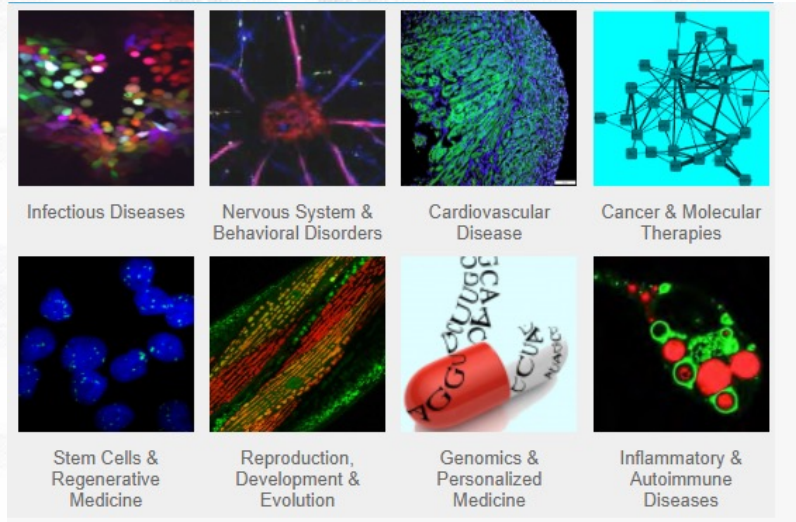 Infectious Diseases
Nervous System &
Behavioral Disorders
Cardiovascular
Disease
Cancer & Molecular
Therapies
Stem Cells &
Regenerative
Medicine
Reproduction,
Development &
Evolution
AGGU
Genomics &
Personalized
Medicine
Inflammatory &
Autoimmune
Diseases